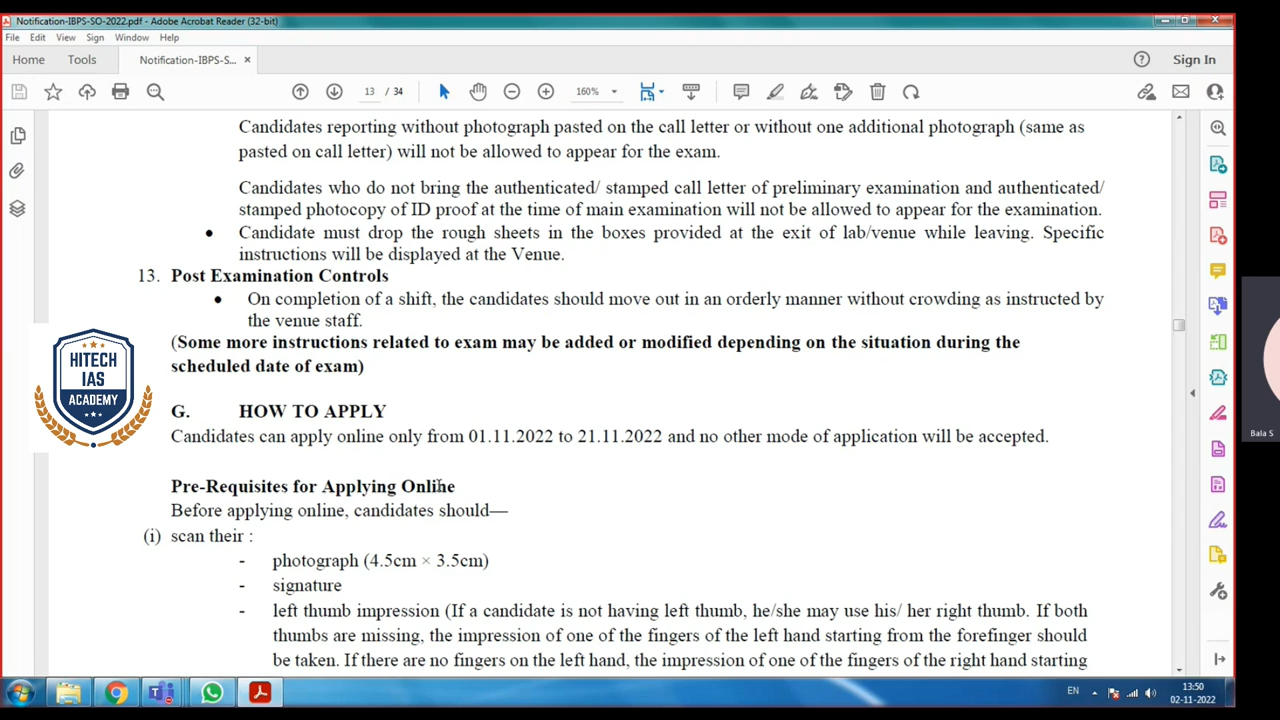 Notification-IBPS-SO-2022.pdf - Adobe Acrobat Reader (32-bit)
File Edit View Sign Window Help
Home Tools Notification-IBPS-S... × Sign In
13 / 34 160%
Candidates reporting without photograph pasted on the call letter or without one additional photograph (same as
pasted on call letter) will not be allowed to appear for the exam.
Candidates who do not bring the authenticated/ stamped call letter of preliminary examination and authenticated/
stamped photocopy of ID proof at the time of main examination will not be allowed to appear for the examination.
• Candidate must drop the rough sheets in the boxes provided at the exit of lab/venue while leaving. Specific
instructions will be displayed at the Venue.
13. Post Examination Controls
• On completion of a shift, the candidates should move out in an orderly manner without crowding as instructed by
the venue staff.
(Some more instructions related to exam may be added or modified depending on the situation during the
scheduled date of exam)
HITECH
IAS
ACADEMY
G. HOW TO APPLY
Candidates can apply online only from 01.11.2022 to 21.11.2022 and no other mode of application will be accepted.
Pre-Requisites for Applying Online
Before applying online, candidates should—
(i) scan their :
- photograph (4.5cm × 3.5cm)
- signature
- left thumb impression (If a candidate is not having left thumb, he/she may use his/ her right thumb. If both
thumbs are missing, the impression of one of the fingers of the left hand starting from the forefinger should
be taken. If there are no fingers on the left hand, the impression of one of the fingers of the right hand starting
Bala S
EN 13:50
02-11-2022